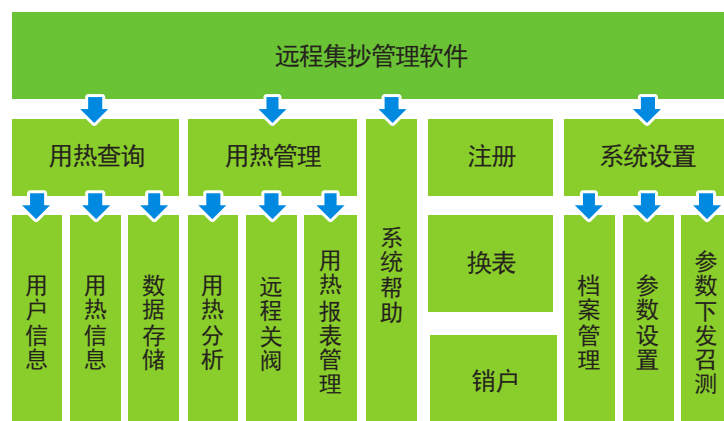 远程集抄管理软件
用热查询
用热管理
注册
系统设置
系统帮助
换表
销户
用户信息
用热信息
数据存储
用热分析
远程关阀
用热报表管理
档案管理
参数设置
参数下发召测